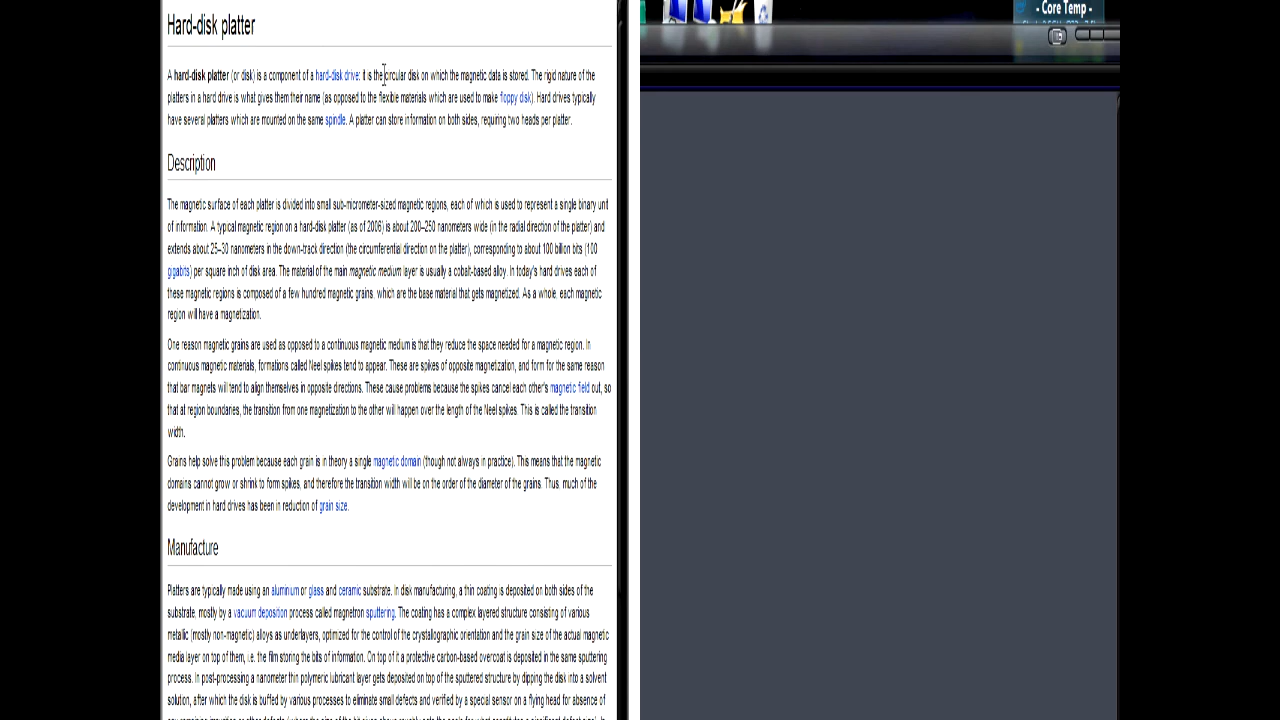 Hard-disk platter
- Core Temp -
A hard-disk platter (or disk) is a component of a hard-disk drive: it is the circular disk on which the magnetic data is stored. The rigid nature of the
platters in a hard drive is what gives them their name (as opposed to the flexible materials which are used to make floppy disk). Hard drives typically
have several platters which are mounted on the same spindle. A platter can store information on both sides, requiring two heads per platter.
Description
The magnetic surface of each platter is divided into small sub-micrometer-sized magnetic regions, each of which is used to represent a single binary unit
of information. A typical magnetic region on a hard-disk platter (as of 2006) is about 200–250 nanometers wide (in the radial direction of the platter) and
extends about 25–30 nanometers in the down-track direction (the circumferential direction on the platter), corresponding to about 100 billion bits (100
gigabits) per square inch of disk area. The material of the main magnetic medium layer is usually a cobalt-based alloy. In today's hard drives each of
these magnetic regions is composed of a few hundred magnetic grains, which are the base material that gets magnetized. As a whole, each magnetic
region will have a magnetization.
One reason magnetic grains are used as opposed to a continuous magnetic medium is that they reduce the space needed for a magnetic region. In
continuous magnetic materials, formations called Neel spikes tend to appear. These are spikes of opposite magnetization, and form for the same reason
that bar magnets will tend to align themselves in opposite directions. These cause problems because the spikes cancel each other's magnetic field out, so
that at region boundaries, the transition from one magnetization to the other will happen over the length of the Neel spikes. This is called the transition
width.
Grains help solve this problem because each grain is in theory a single magnetic domain (though not always in practice). This means that the magnetic
domains cannot grow or shrink to form spikes, and therefore the transition width will be on the order of the diameter of the grains. Thus, much of the
development in hard drives has been in reduction of grain size.
Manufacture
Platters are typically made using an aluminium or glass and ceramic substrate. In disk manufacturing, a thin coating is deposited on both sides of the
substrate, mostly by a vacuum deposition process called magnetron sputtering. The coating has a complex layered structure consisting of various
metallic (mostly non-magnetic) alloys as underlayers, optimized for the control of the crystallographic orientation and the grain size of the actual magnetic
media layer on top of them, i.e. the film storing the bits of information. On top of it a protective carbon-based overcoat is deposited in the same sputtering
process. In post-processing a nanometer thin polymeric lubricant layer gets deposited on top of the sputtered structure by dipping the disk into a solvent
solution, after which the disk is buffed by various processes to eliminate small defects and verified by a special sensor on a flying head for absence of